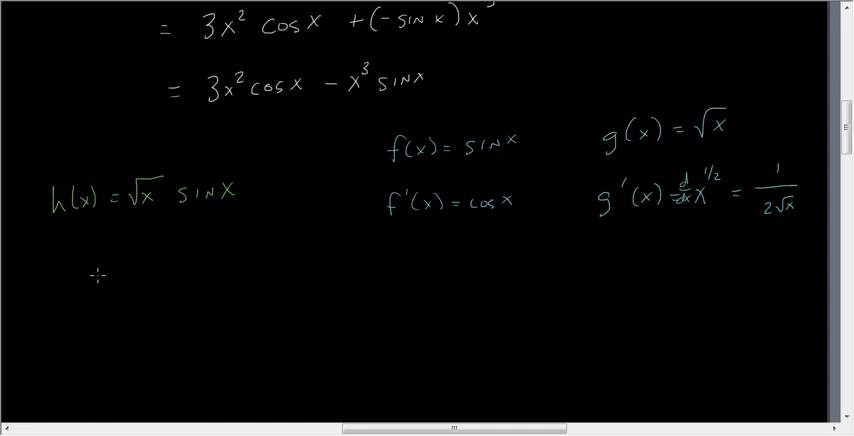 = 3x² cos x + (- sin x) x³
= 3x² cos x - x³ sin x
f(x) = sin x
g(x) = √x
h(x) = √x sin x
f'(x) = cos x
g'(x) = d/dx x^1/2 = 1/(2√x)